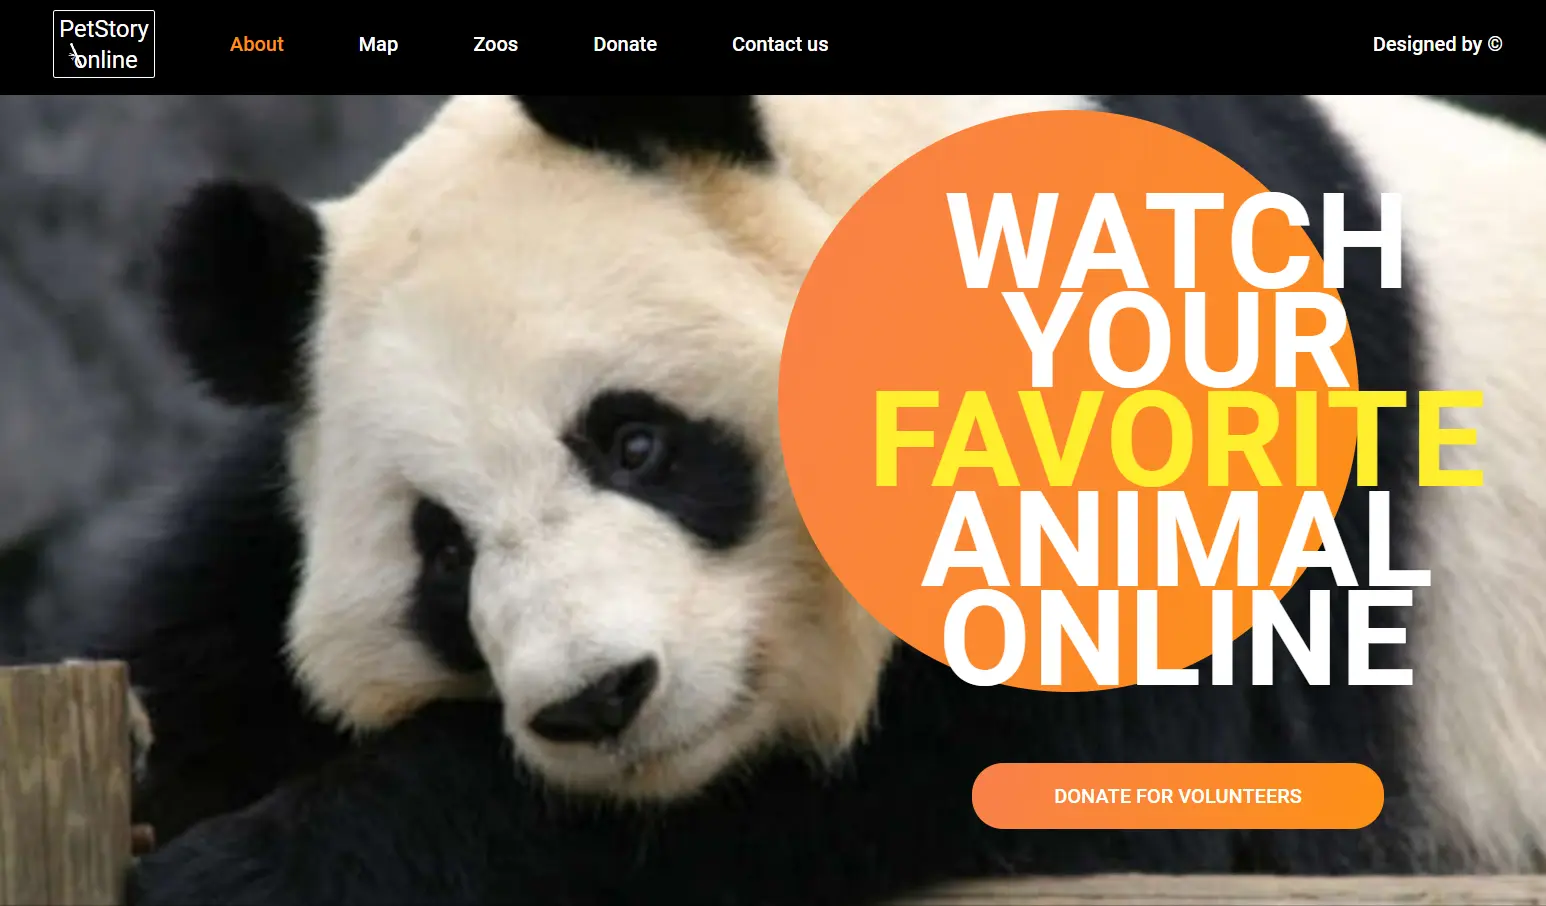 PetStory
online
About Map Zoos Donate Contact us Designed by ©
WATCH
YOUR
FAVORITE
ANIMAL
ONLINE
DONATE FOR VOLUNTEERS